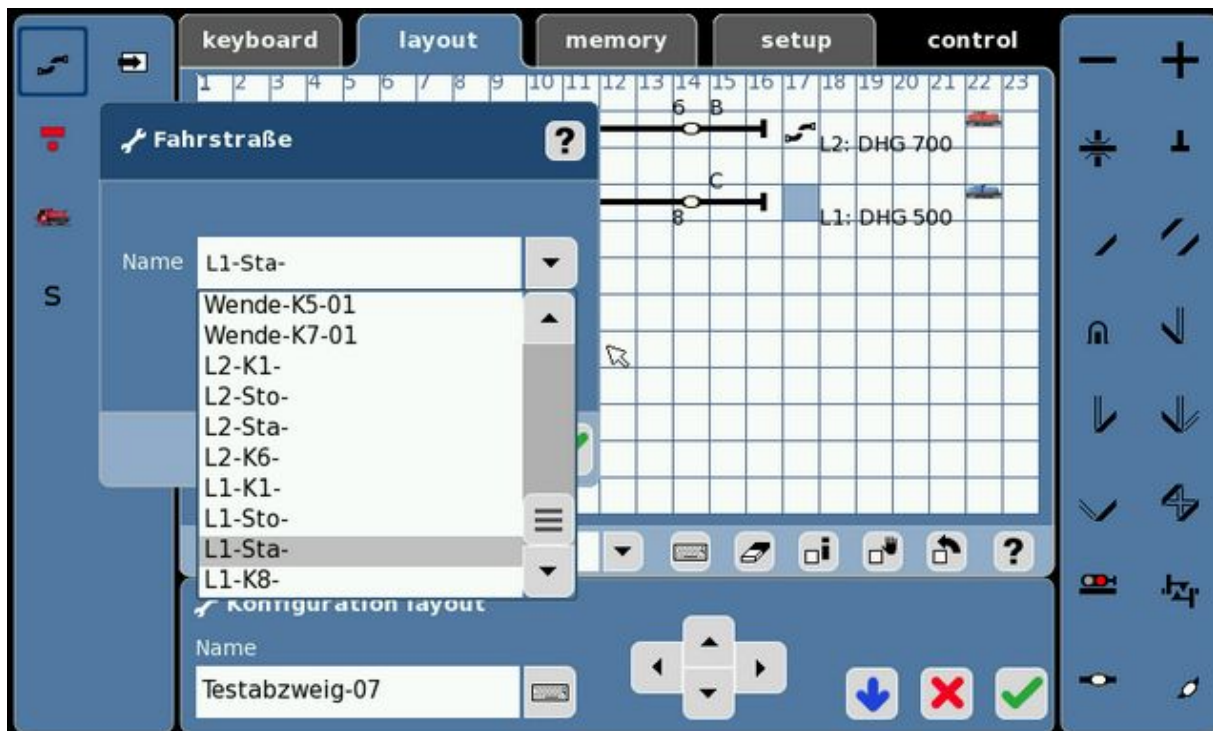 keyboard layout memory setup control
1 2 3 4 5 6 7 8 9 10 11 12 13 14 15 16 17 18 19 20 21 22 23
6 B
L2: DHG 700
C
8
L1: DHG 500
Fahrstraße ?
Name L1-Sta-
Wende-K5-01
Wende-K7-01
L2-K1-
L2-Sto-
L2-Sta-
L2-K6-
L1-K1-
L1-Sto-
L1-Sta-
L1-K8-
S
i ?
Konfiguration layout
Name
Testabzweig-07